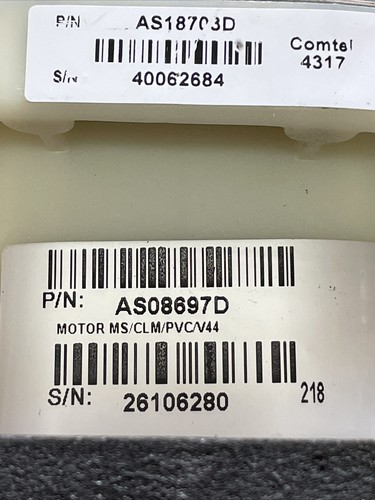 P/N AS18703D
Comtel
4317
S/N 40062684
P/N: AS08697D
MOTOR MS/CLM/PVC/V44
S/N: 26106280 218